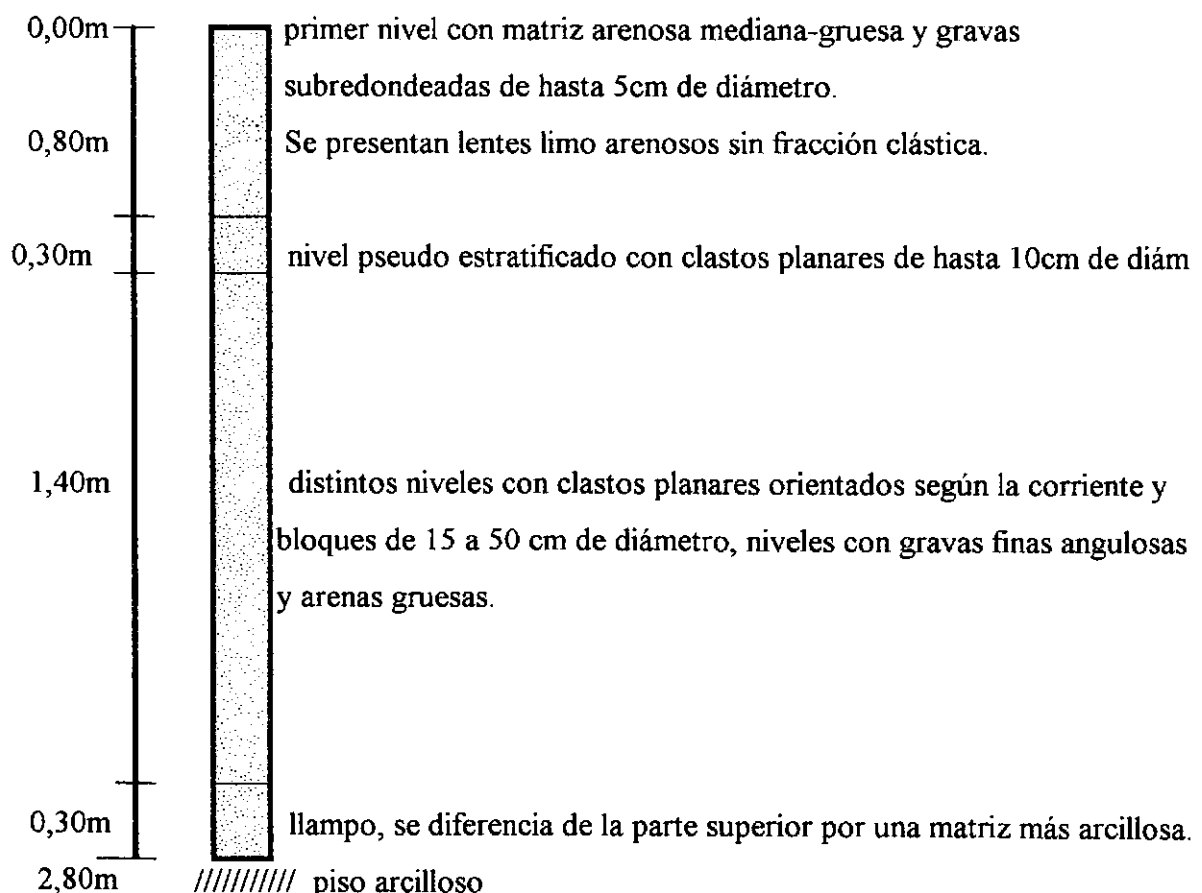 0,00m primer nivel con matriz arenosa mediana-gruesa y gravas
subredondeadas de hasta 5cm de diámetro.
0,80m Se presentan lentes limo arenosos sin fracción clástica.
0,30m nivel pseudo estratificado con clastos planares de hasta 10cm de diám
1,40m distintos niveles con clastos planares orientados según la corriente y
bloques de 15 a 50 cm de diámetro, niveles con gravas finas angulosas
y arenas gruesas.
0,30m llampo, se diferencia de la parte superior por una matriz más arcillosa.
2,80m /////////// piso arcilloso